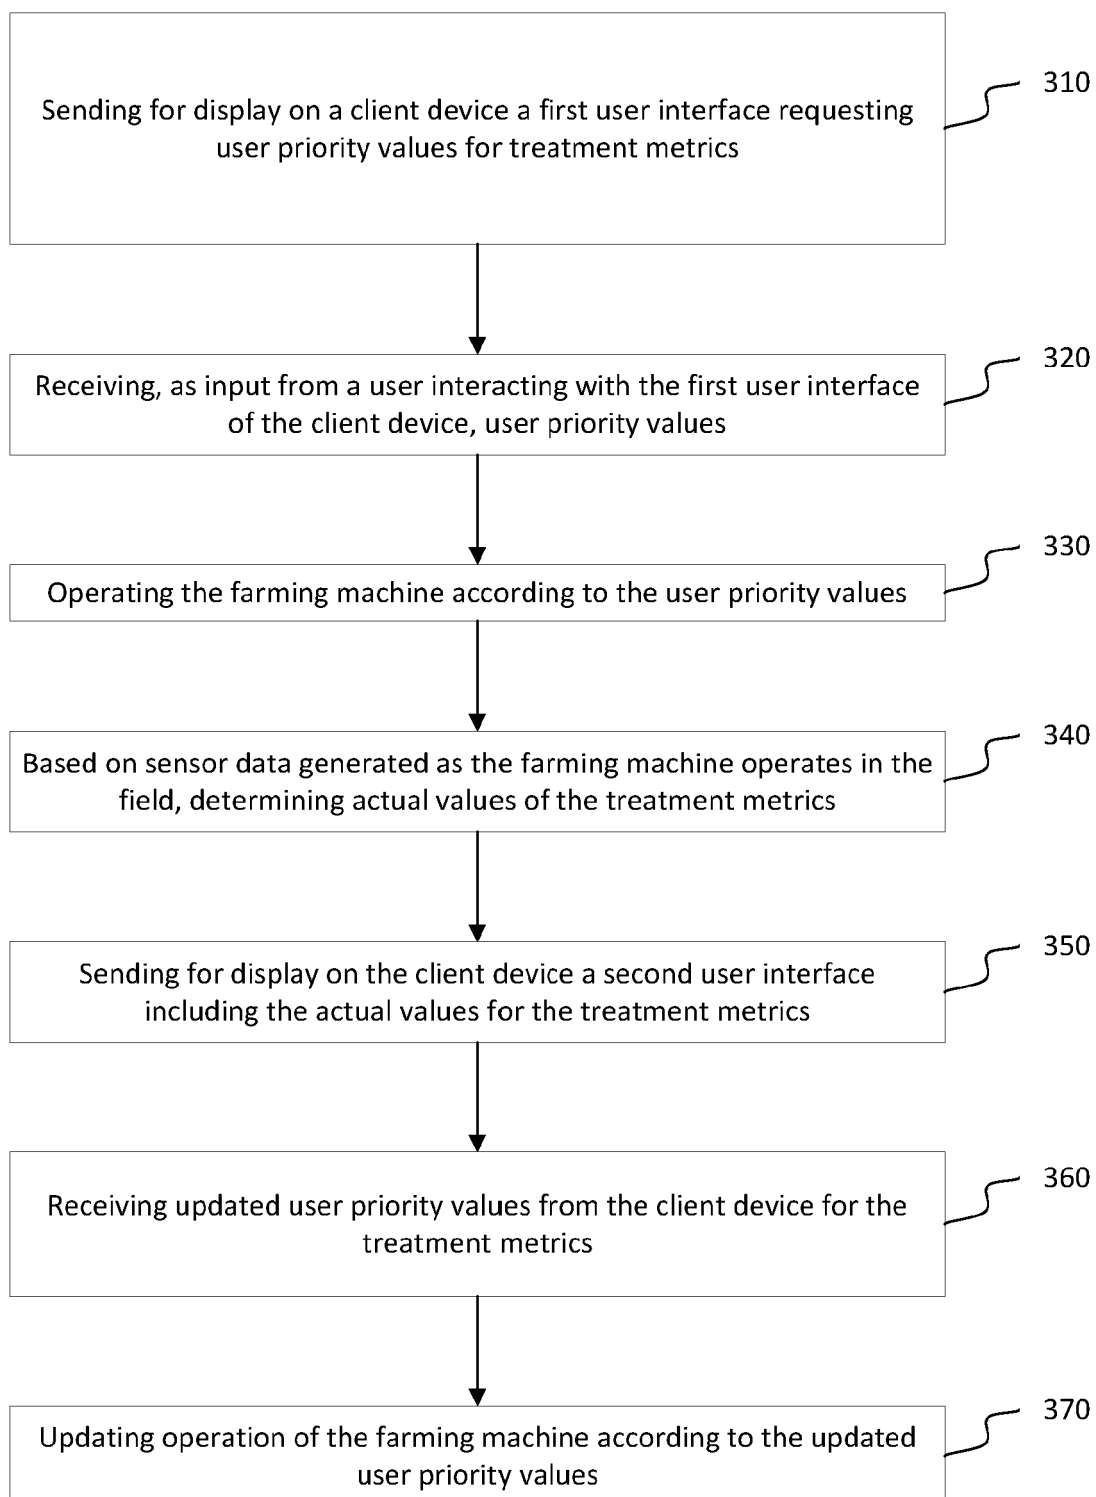 310
Sending for display on a client device a first user interface requesting
user priority values for treatment metrics
320
Receiving, as input from a user interacting with the first user interface
of the client device, user priority values
330
Operating the farming machine according to the user priority values
340
Based on sensor data generated as the farming machine operates in the
field, determining actual values of the treatment metrics
350
Sending for display on the client device a second user interface
including the actual values for the treatment metrics
360
Receiving updated user priority values from the client device for the
treatment metrics
370
Updating operation of the farming machine according to the updated
user priority values